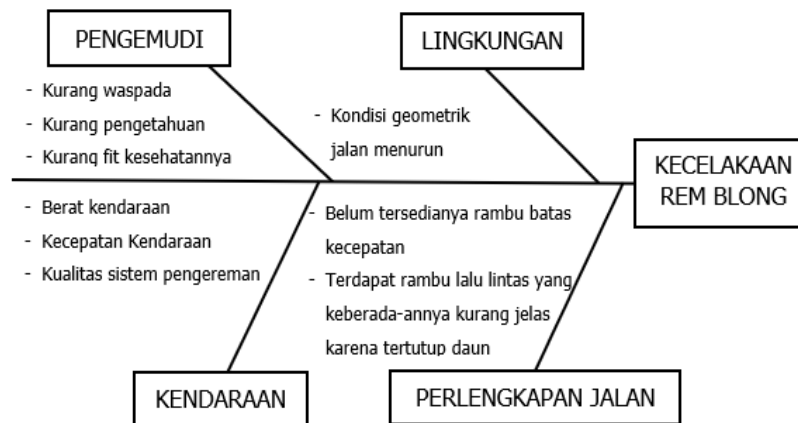 PENGEMUDI
- Kurang waspada
- Kurang pengetahuan
- Kurang fit kesehatannya
LINGKUNGAN
- Kondisi geometrik
jalan menurun
KECELAKAAN
REM BLONG
- Berat kendaraan
- Kecepatan Kendaraan
- Kualitas sistem pengereman
KENDARAAN
- Belum tersedianya rambu batas
kecepatan
- Terdapat rambu lalu lintas yang
keberada-annya kurang jelas
karena tertutup daun
PERLENGKAPAN JALAN